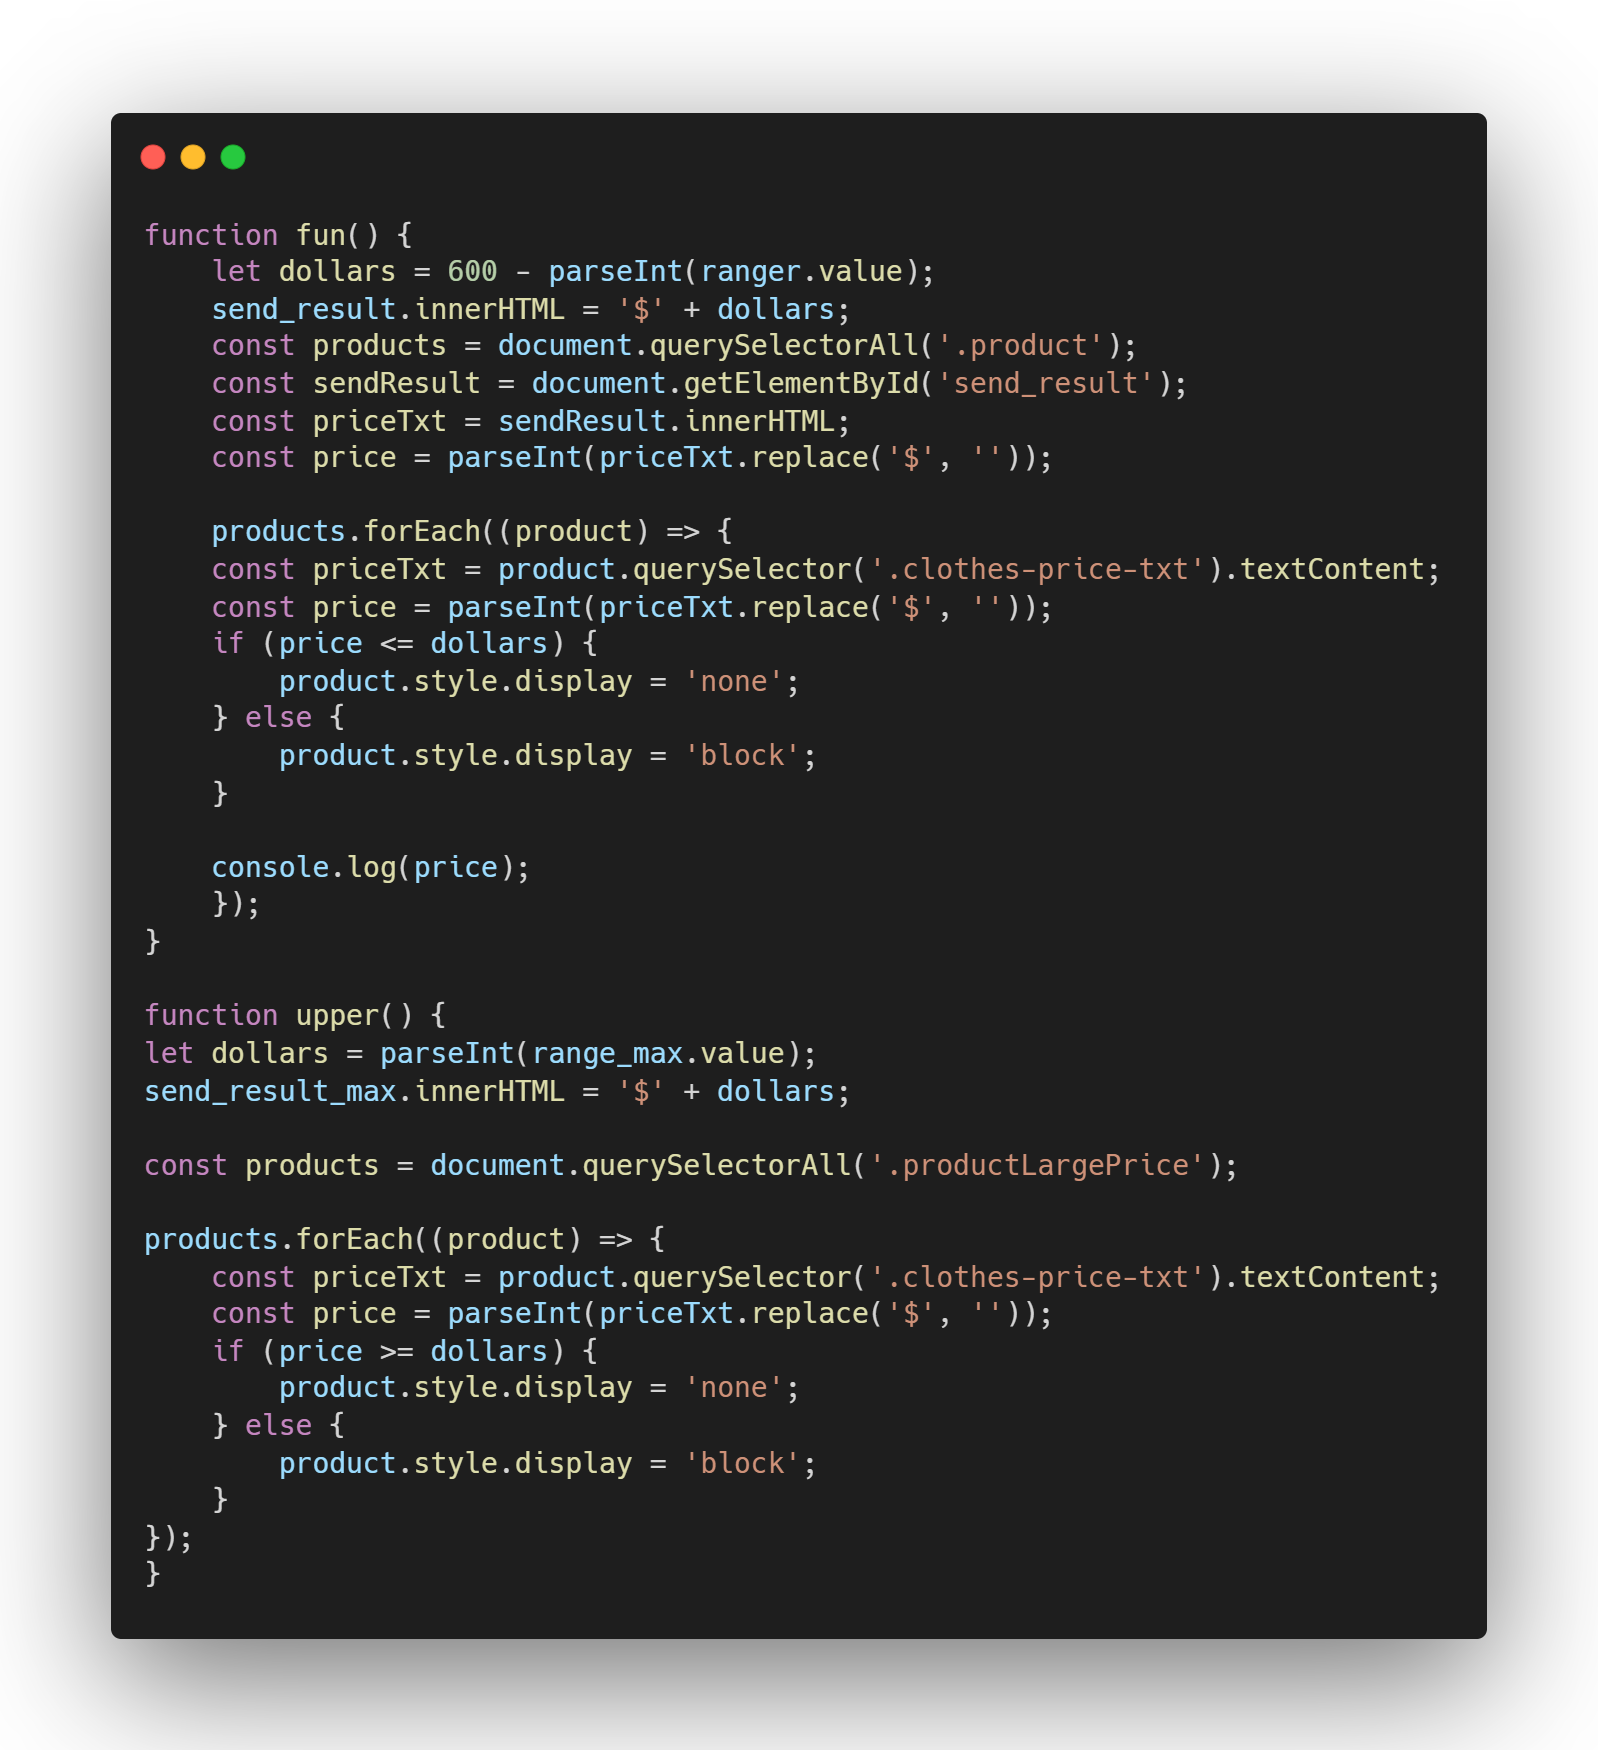 function fun() {
    let dollars = 600 - parseInt(ranger.value);
    send_result.innerHTML = '$' + dollars;
    const products = document.querySelectorAll('.product');
    const sendResult = document.getElementById('send_result');
    const priceTxt = sendResult.innerHTML;
    const price = parseInt(priceTxt.replace('$', ''));

    products.forEach((product) => {
    const priceTxt = product.querySelector('.clothes-price-txt').textContent;
    const price = parseInt(priceTxt.replace('$', ''));
    if (price <= dollars) {
        product.style.display = 'none';
    } else {
        product.style.display = 'block';
    }

    console.log(price);
    });
}

function upper() {
let dollars = parseInt(range_max.value);
send_result_max.innerHTML = '$' + dollars;

const products = document.querySelectorAll('.productLargePrice');

products.forEach((product) => {
    const priceTxt = product.querySelector('.clothes-price-txt').textContent;
    const price = parseInt(priceTxt.replace('$', ''));
    if (price >= dollars) {
        product.style.display = 'none';
    } else {
        product.style.display = 'block';
    }
});
}